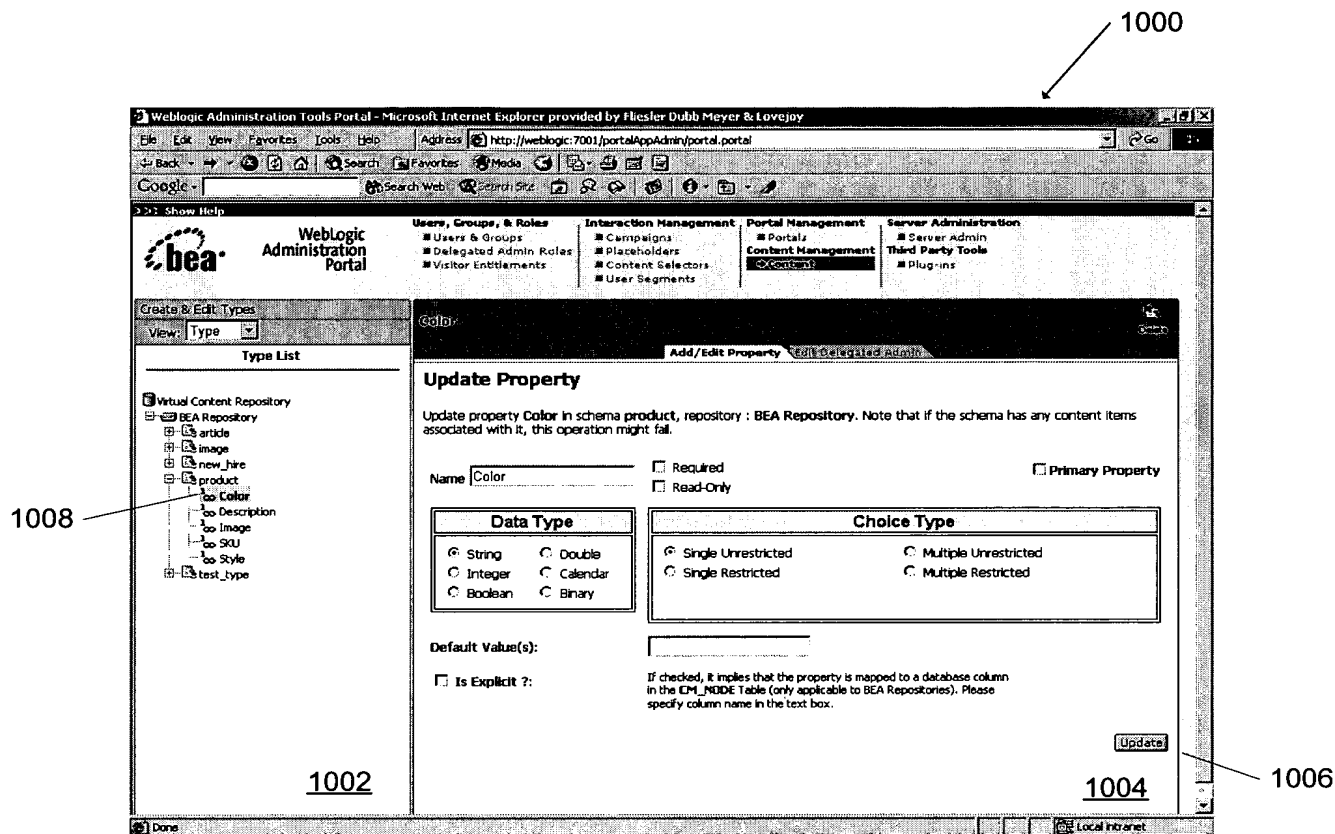 1000
Weblogic Administration Tools Portal - Microsoft Internet Explorer provided by Fliesler Dubb Meyer & Lovejoy
File Edit View Favorites Tools Help Address http://weblogic:7001/portalAppAdmin/portal.portal Go
Back Search Favorites Media
Google - Search Web Search Site
>>> Show Help
bea WebLogic Administration Portal
Users, Groups, & Roles Interaction Management Portal Management Server Administration
Users & Groups Campaigns Portals Server Admin
Delegated Admin Roles Placeholders Content Management Third Party Tools
Visitor Entitlements Content Selectors Content Plug-ins
User Segments
Create & Edit Types
View: Type
Color
Delete
Type List
Add/Edit Property Edit Delegated Admin
Update Property
Virtual Content Repository
BEA Repository
article
image
new_hire
product
Color
Description
Image
SKU
Style
test_type
1008
Update property Color in schema product, repository : BEA Repository. Note that if the schema has any content items
associated with it, this operation might fail.
Name Color Required Primary Property
Read-Only
Data Type Choice Type
String Double Single Unrestricted Multiple Unrestricted
Integer Calendar Single Restricted Multiple Restricted
Boolean Binary
Default Value(s):
Is Explicit ?: If checked, it implies that the property is mapped to a database column
in the CM_NODE Table (only applicable to BEA Repositories). Please
specify column name in the text box.
Update
1002
1004
1006
Done Local intranet